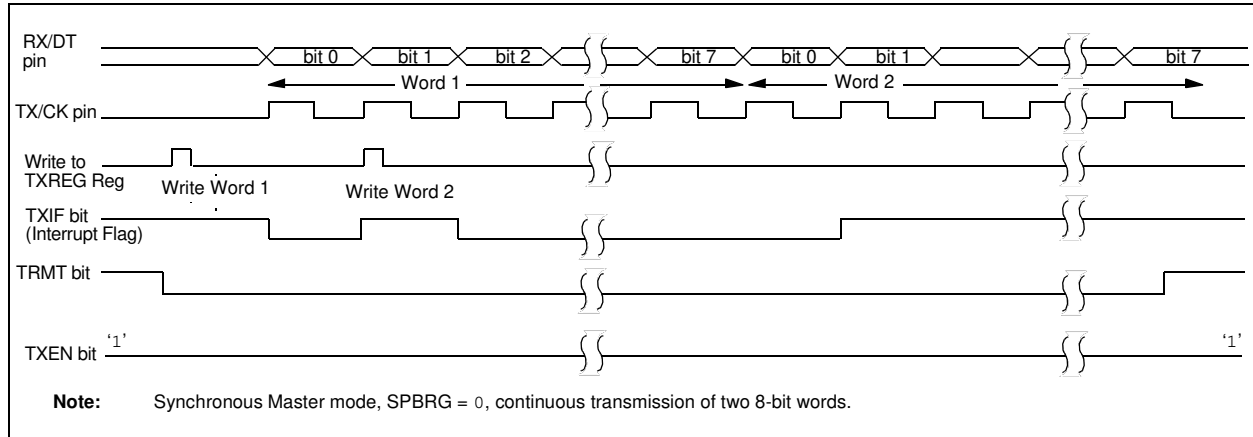 RX/DT
pin
bit 0 bit 1 bit 2 bit 7 bit 0 bit 1 bit 7
Word 1 Word 2
TX/CK pin
Write to
TXREG Reg
Write Word 1 Write Word 2
TXIF bit
(Interrupt Flag)
TRMT bit
‘1’ ‘1’
TXEN bit
Note: Synchronous Master mode, SPBRG = 0, continuous transmission of two 8-bit words.